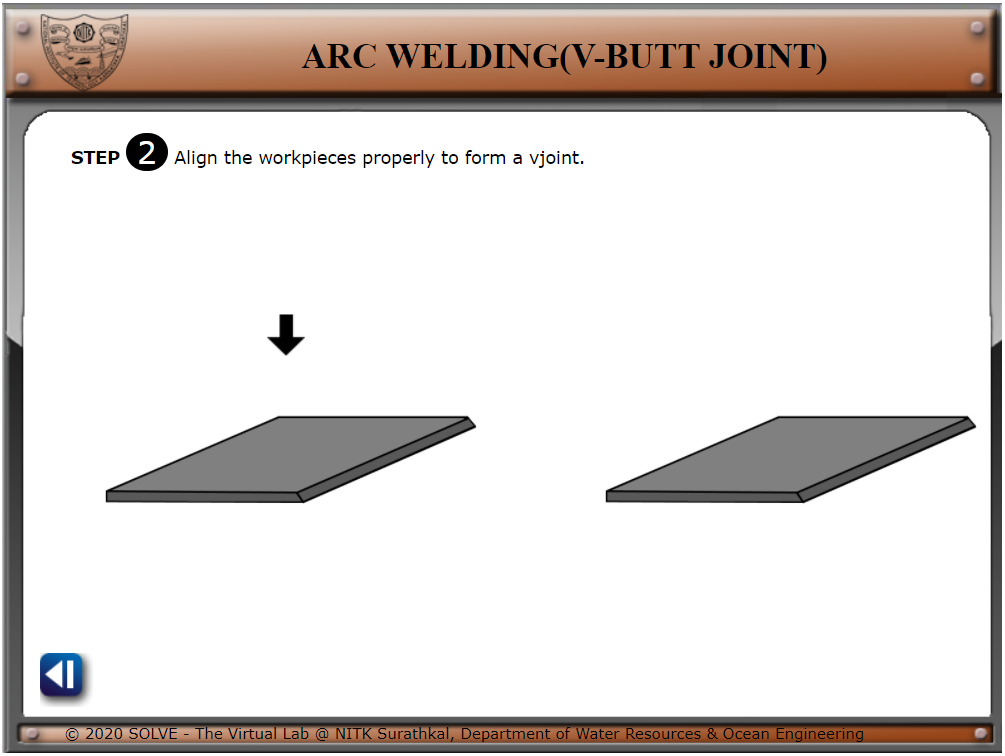 ARC WELDING(V-BUTT JOINT)
STEP 2 Align the workpieces properly to form a vjoint.
© 2020 SOLVE - The Virtual Lab @ NITK Surathkal, Department of Water Resources & Ocean Engineering